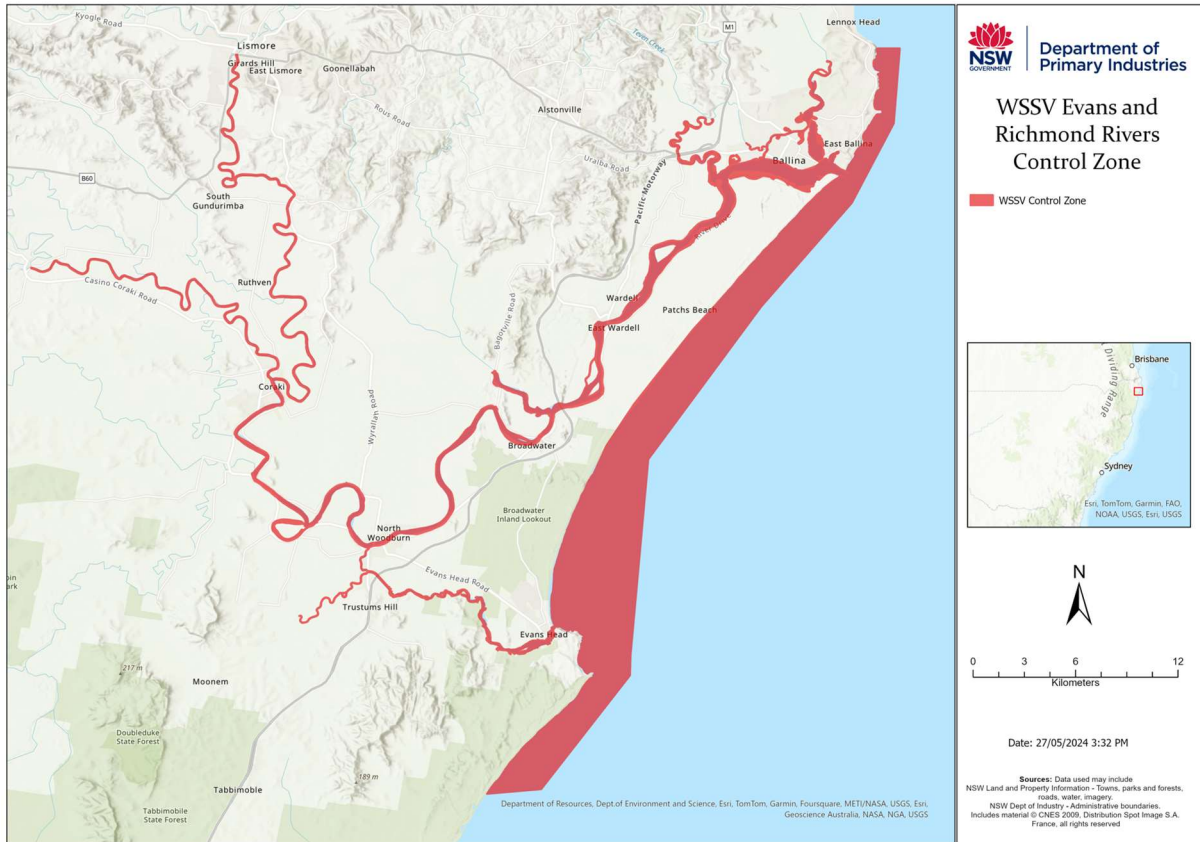 Kyogle Road
Lismore
Girards Hill
East Lismore
Goonellabah
M1
Lennox Head
Teven Creek
Alstonville
Rous Road
Uralba Road
East Ballina
Ballina
B60
South
Gundurimba
Pacific Motorway
River Drive
Casino Coraki Road
Ruthven
Bagotville Road
Wardell
Patchs Beach
East Wardell
Coraki
Wyrallah Road
Broadwater
Broadwater
Inland Lookout
North
Woodburn
Evans Head Road
Park
Trustums Hill
Evans Head
217 m
Moonem
Doubleduke
State Forest
189 m
Tabbimoble
Tabbimoble
State Forest
Department of Resources, Dept.of Environment and Science, Esri, TomTom, Garmin, Foursquare, METI/NASA, USGS, Esri,
Geoscience Australia, NASA, NGA, USGS
NSW
GOVERNMENT
Department of
Primary Industries
WSSV Evans and
Richmond Rivers
Control Zone
WSSV Control Zone
Dividing Range
Brisbane
Sydney
Esri, TomTom, Garmin, FAO,
NOAA, USGS, Esri, USGS
N
0 3 6 12
Kilometers
Date: 27/05/2024 3:32 PM
Sources: Data used may include
NSW Land and Property Information - Towns, parks and forests,
roads, water, imagery.
NSW Dept of Industry - Administrative boundaries.
Includes material © CNES 2009, Distribution Spot Image S.A.
France, all rights reserved